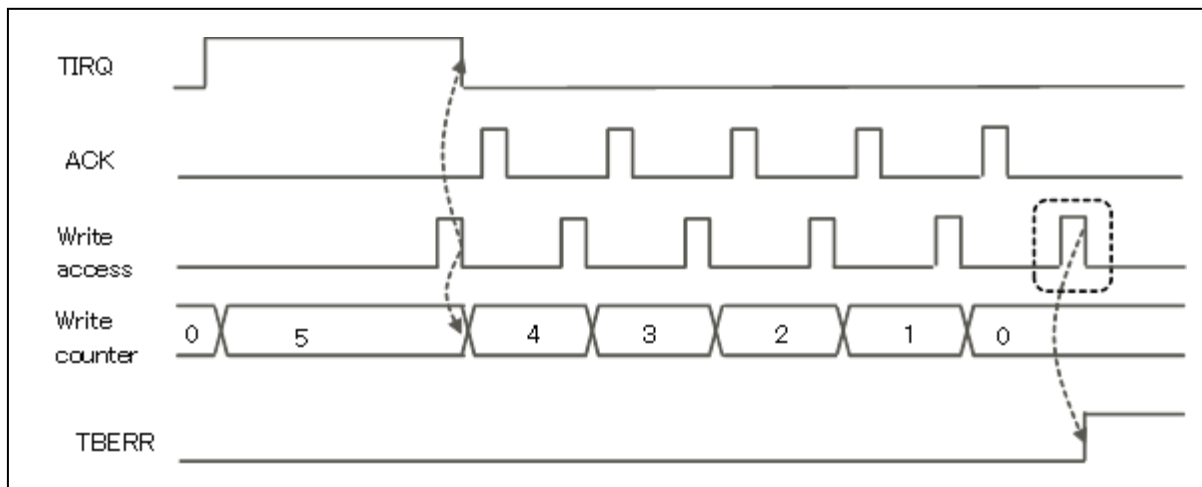 TIRQ
ACK
Write
access
Write
counter
0 5 4 3 2 1 0
TBERR